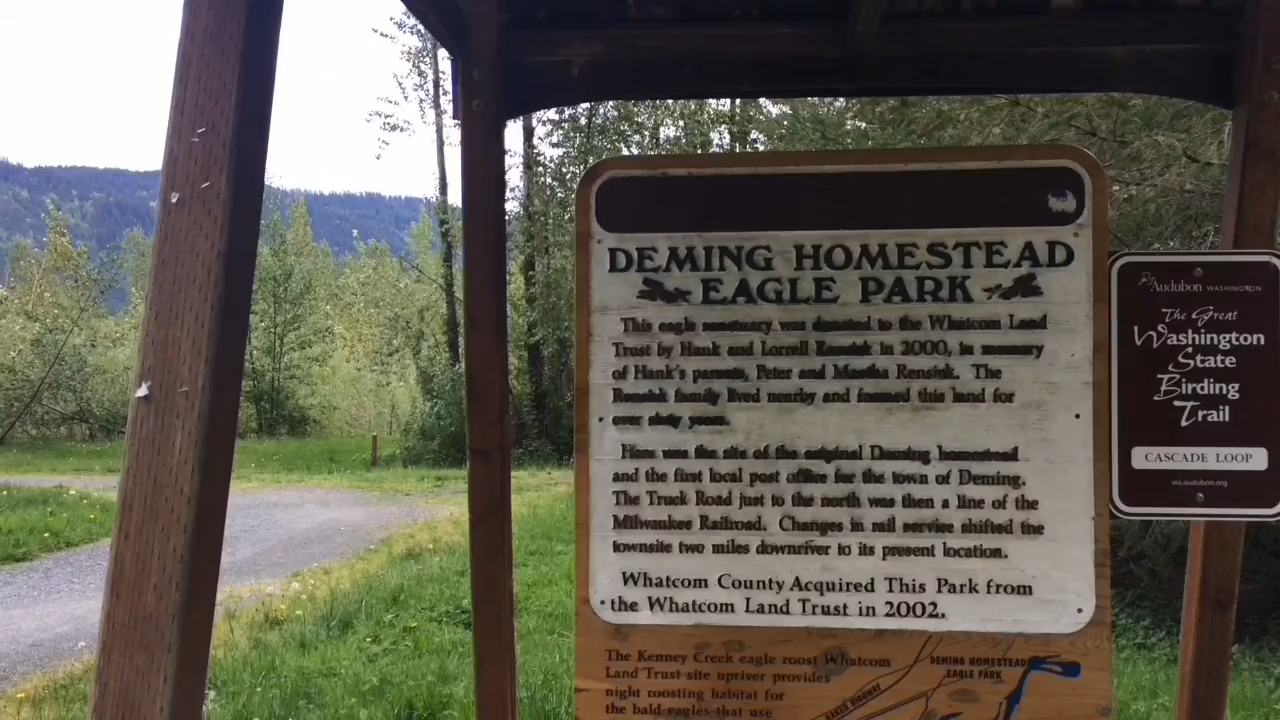 DEMING HOMESTEAD
EAGLE PARK
This eagle sanctuary was donated to the Whatcom Land
Trust by Hank and Lorrell Rensink in 2000, in memory
of Hank's parents, Peter and Maetha Rensink. The
Rensink family lived nearby and farmed this land for
over sixty years.
Here was the site of the original Deming homestead
and the first local post office for the town of Deming.
The Truck Road just to the north was then a line of the
Milwaukee Railroad. Changes in rail service shifted the
townsite two miles downriver to its present location.
Whatcom County Acquired This Park from
the Whatcom Land Trust in 2002.
The Kenney Creek eagle roost Whatcom
Land Trust site upriver provides
night roosting habitat for
the bald eagles that use
DEMING HOMESTEAD
EAGLE PARK
BAKER HIGHWAY
Audubon WASHINGTON
The Great
Washington
State
Birding
Trail
CASCADE LOOP
wa.audubon.org